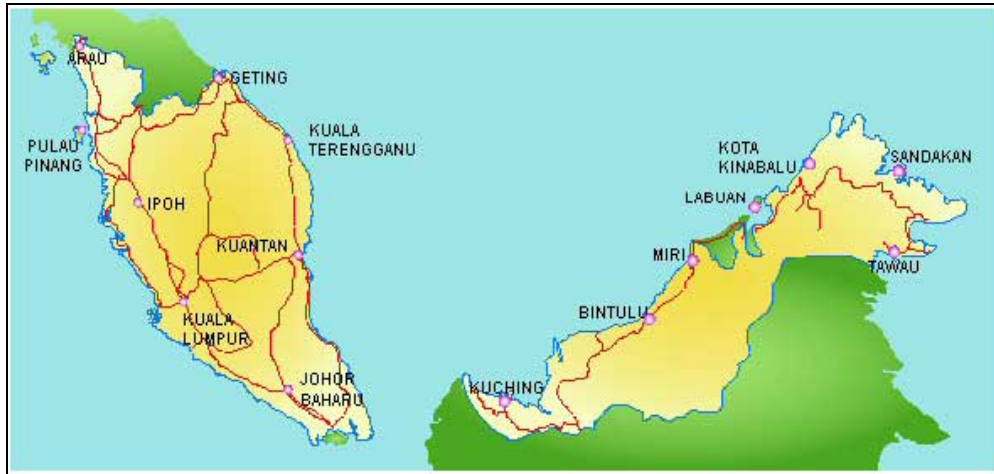 ARAU
GETING
PULAU
PINANG
KUALA
TERENGGANU
IPOH
KUANTAN
KUALA
LUMPUR
JOHOR
BAHARU
KOTA
KINABALU
SANDAKAN
LABUAN
MIRI
TAWAU
BINTULU
KUCHING